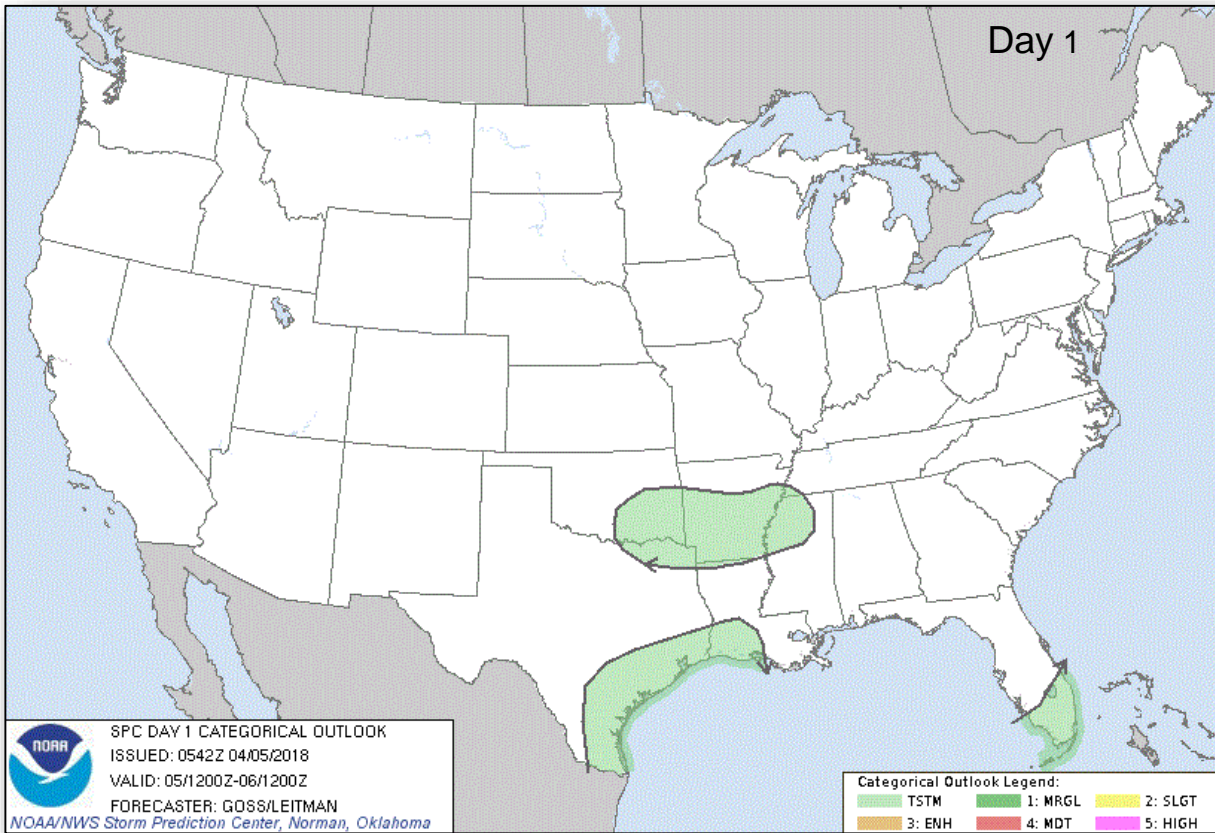 Day 1
NOAA
SPC DAY 1 CATEGORICAL OUTLOOK
ISSUED: 0542Z 04/05/2018
VALID: 05/1200Z-06/1200Z
FORECASTER: GOSS/LEITMAN
NOAA/NWS Storm Prediction Center, Norman, Oklahoma
Categorical Outlook Legend:
TSTM 1: MRGL 2: SLGT
3: ENH 4: MDT 5: HIGH